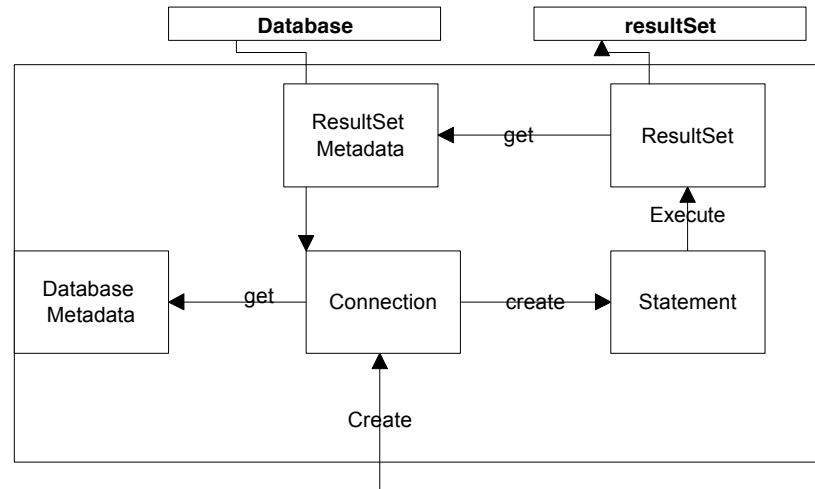 Database
resultSet
ResultSet
Metadata
get
ResultSet
Execute
Database
Metadata
get
Connection
create
Statement
Create